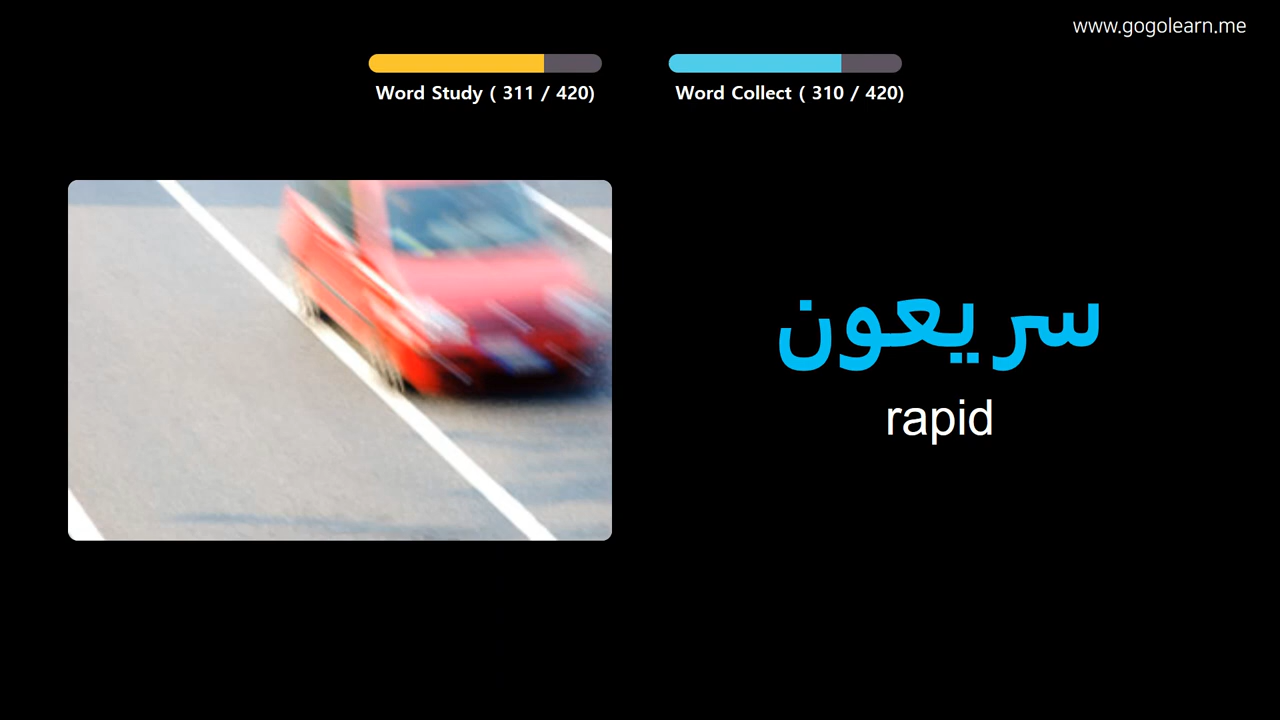 www.gogolearn.me
Word Study ( 311 / 420)
Word Collect ( 310 / 420)
سريعون
rapid